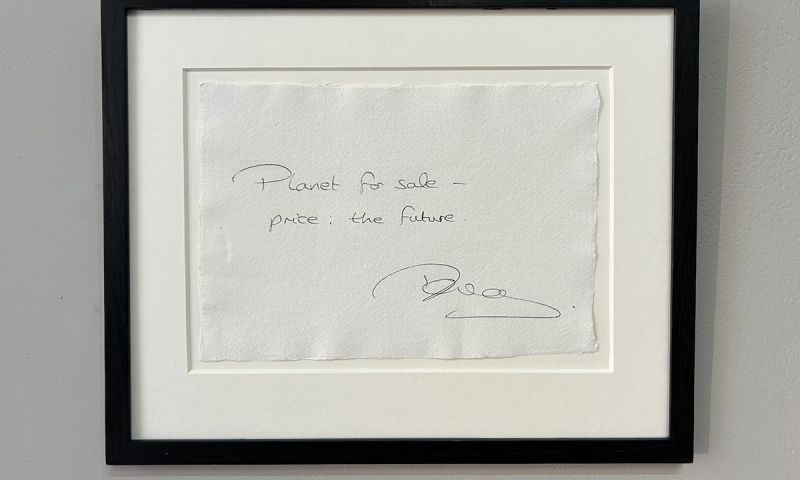 Planet for sale –
price: the future.